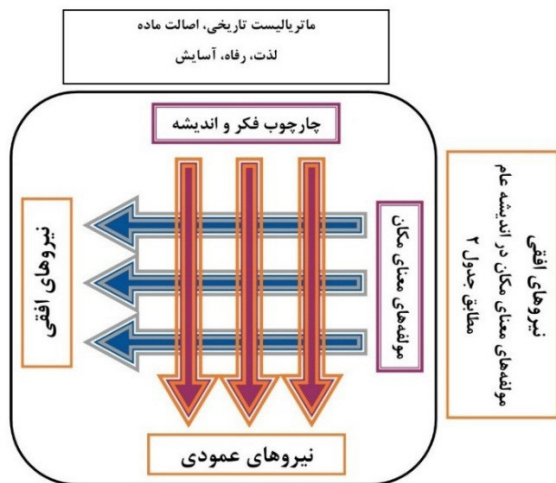 ماتریالیست تاریخی، اصالت ماده
لذت، رفاه، آسایش
چارچوب فکر و اندیشه
نیروهای افقی
مولفه‌های معنای مکان در اندیشه عام
مطابق جدول ۲
مولفه‌های معنای مکان
نیروهای افقی
نیروهای عمودی